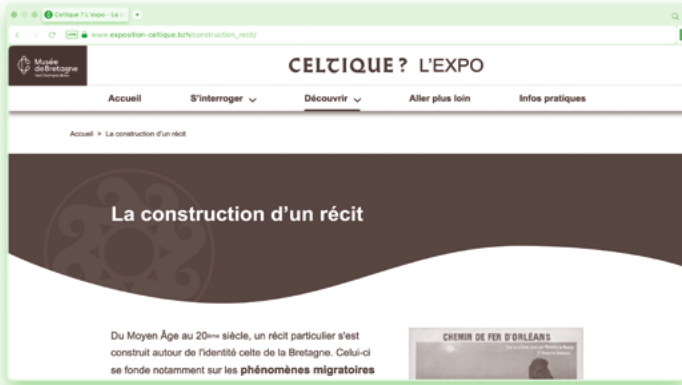 Celtique ? L'expo - La co
www.exposition-celtique.bzh/construction_recit/
Musée
de Bretagne
CELTIQUE ? L'EXPO
Accueil
S'interroger
Découvrir
Aller plus loin
Infos pratiques
Accueil > La construction d'un récit
La construction d'un récit
Du Moyen Âge au 20ème siècle, un récit particulier s'est
construit autour de l'identité celte de la Bretagne. Celui-ci
se fonde notamment sur les phénomènes migratoires
CHEMIN DE FER D'ORLÉANS